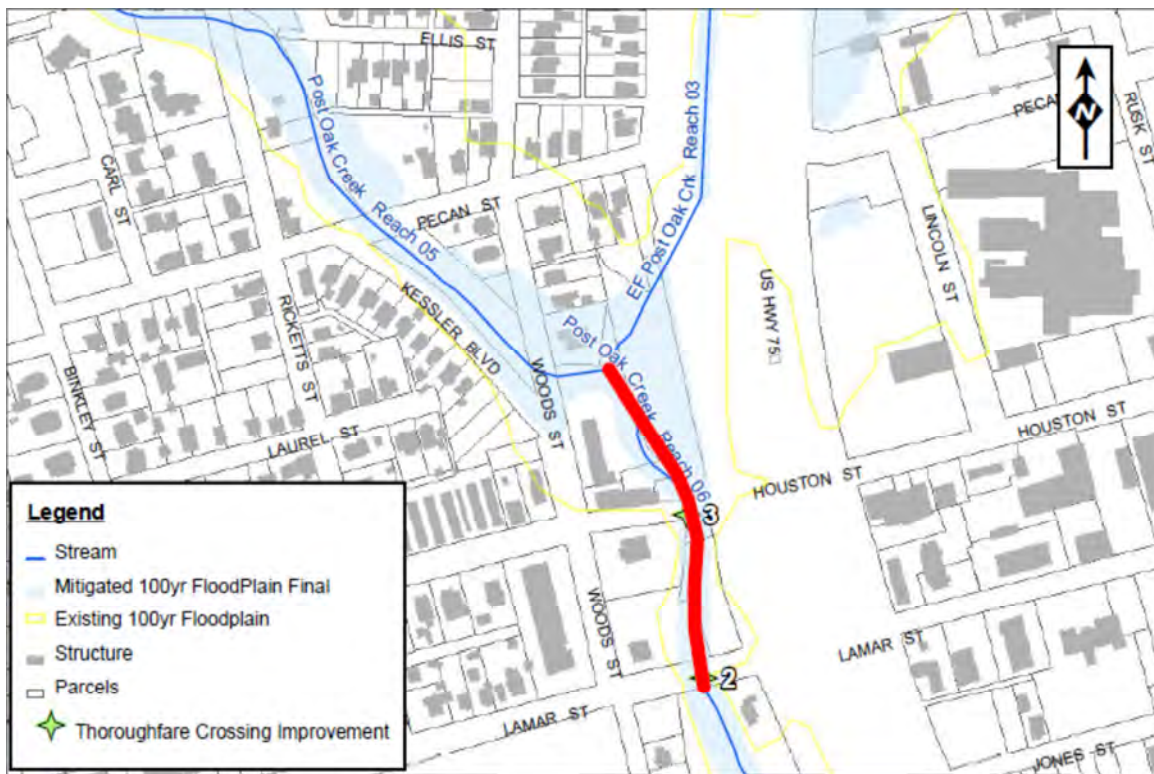 ELLIS ST
Post Oak Creek Reach 05
EF Post Oak Crk Reach 03
PECAN
RUSK ST
N
CARL ST
PECAN ST
LINCOLN ST
US HWY 75
KESSLER BLVD
RICKETTS ST
Post Oak Creek Reach 06
WOODS ST
BINKLEY ST
LAUREL ST
HOUSTON ST
HOUSTON ST
3
WOODS ST
LAMAR ST
2
LAMAR ST
JONES ST
Legend
Stream
Mitigated 100yr FloodPlain Final
Existing 100yr Floodplain
Structure
Parcels
Thoroughfare Crossing Improvement